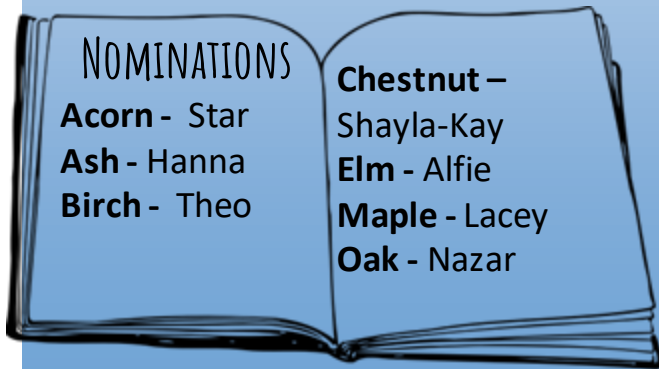 NOMINATIONS
Acorn - Star
Ash - Hanna
Birch - Theo
Chestnut –
Shayla-Kay
Elm - Alfie
Maple - Lacey
Oak - Nazar